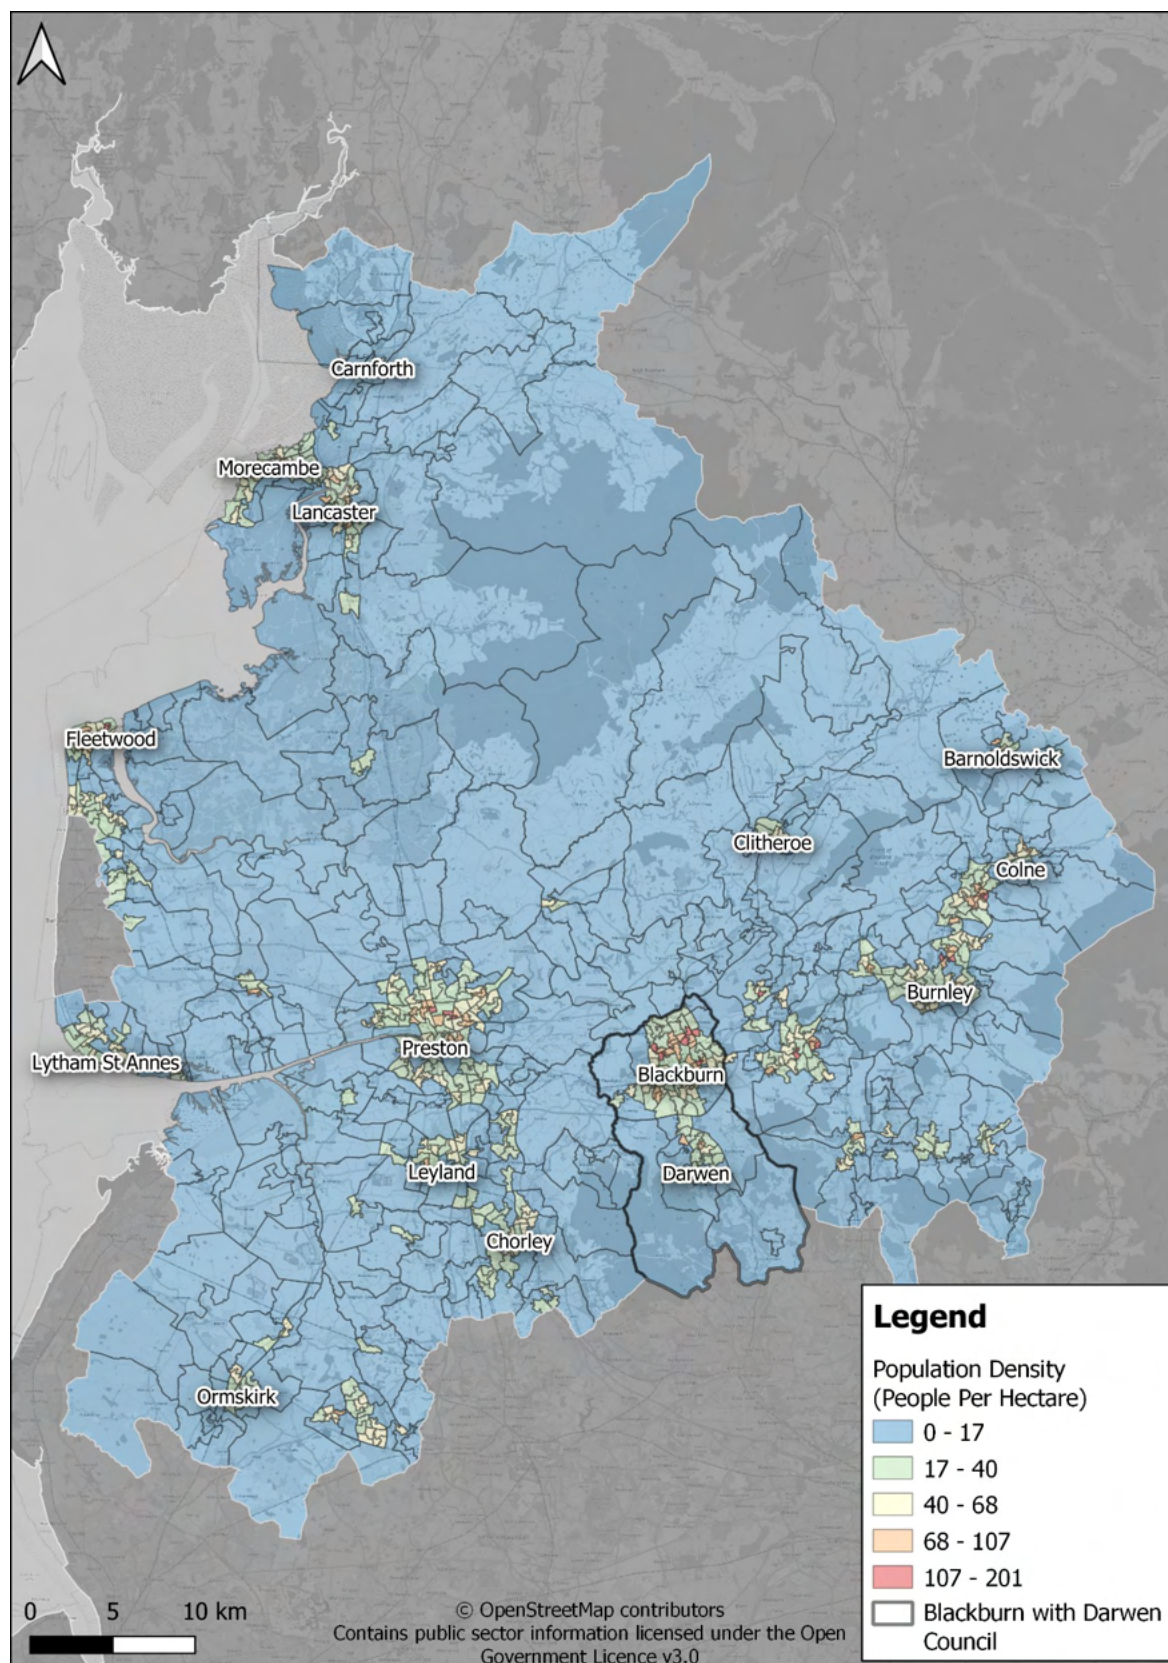 Carnforth
Morecambe
Lancaster
Fleetwood
Barnoldswick
Clitheroe
Colne
Burnley
Preston
Lytham St Annes
Blackburn
Leyland
Darwen
Chorley
Ormskirk
Legend
Population Density
(People Per Hectare)
0 - 17
17 - 40
40 - 68
68 - 107
107 - 201
Blackburn with Darwen
Council
0 5 10 km
© OpenStreetMap contributors
Contains public sector information licensed under the Open
Government Licence v3.0